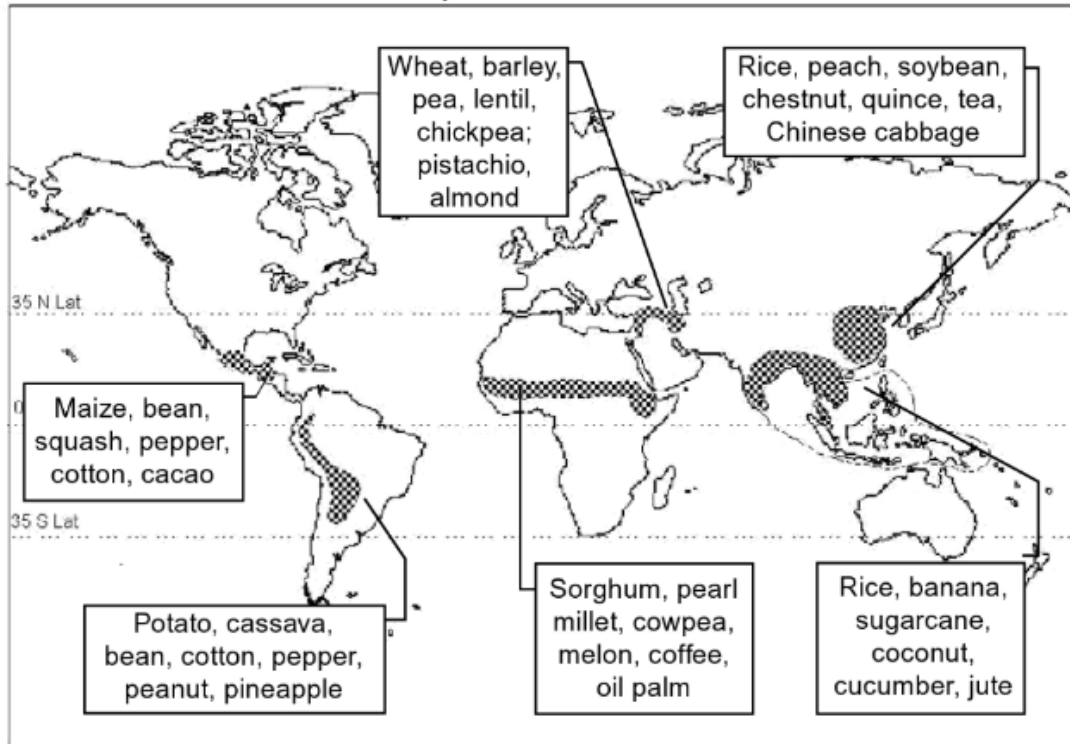 Wheat, barley,
pea, lentil,
chickpea;
pistachio,
almond
Rice, peach, soybean,
chestnut, quince, tea,
Chinese cabbage
35 N Lat
Maize, bean,
squash, pepper,
cotton, cacao
0
35 S Lat
Potato, cassava,
bean, cotton, pepper,
peanut, pineapple
Sorghum, pearl
millet, cowpea,
melon, coffee,
oil palm
Rice, banana,
sugarcane,
coconut,
cucumber, jute